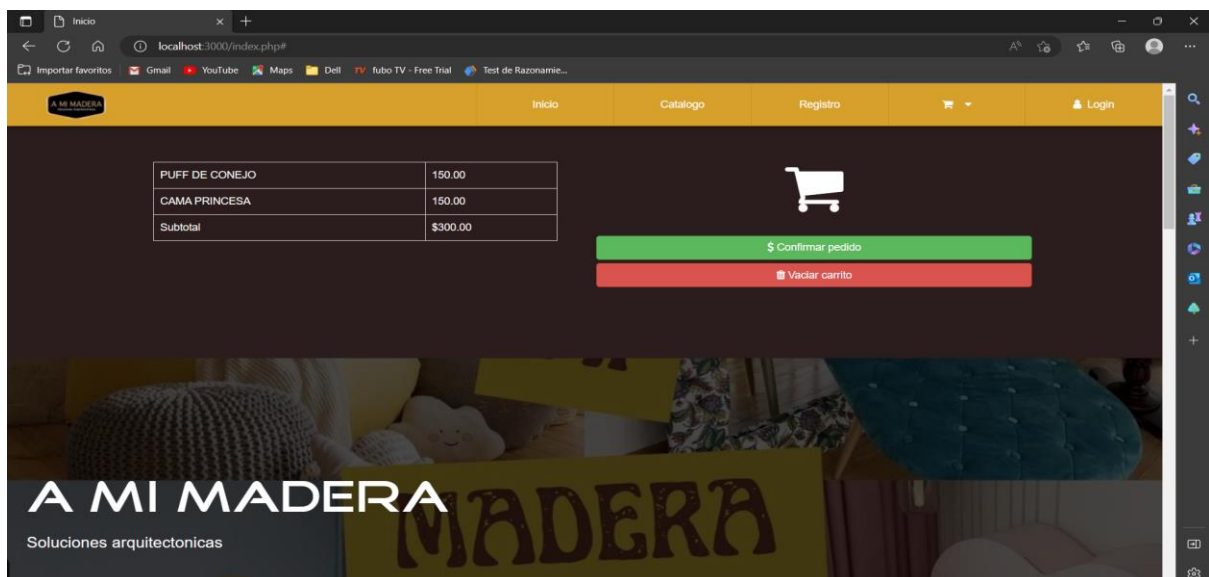 Inicio
localhost:3000/index.php#
Importar favoritos Gmail YouTube Maps Dell fubo TV - Free Trial Test de Razonamie...
A MI MADERA Inicio Catalogo Registro Login
PUFF DE CONEJO 150.00
CAMA PRINCESA 150.00
Subtotal $300.00
$ Confirmar pedido
Vaciar carrito
A MI MADERA
MADERA
Soluciones arquitectonicas